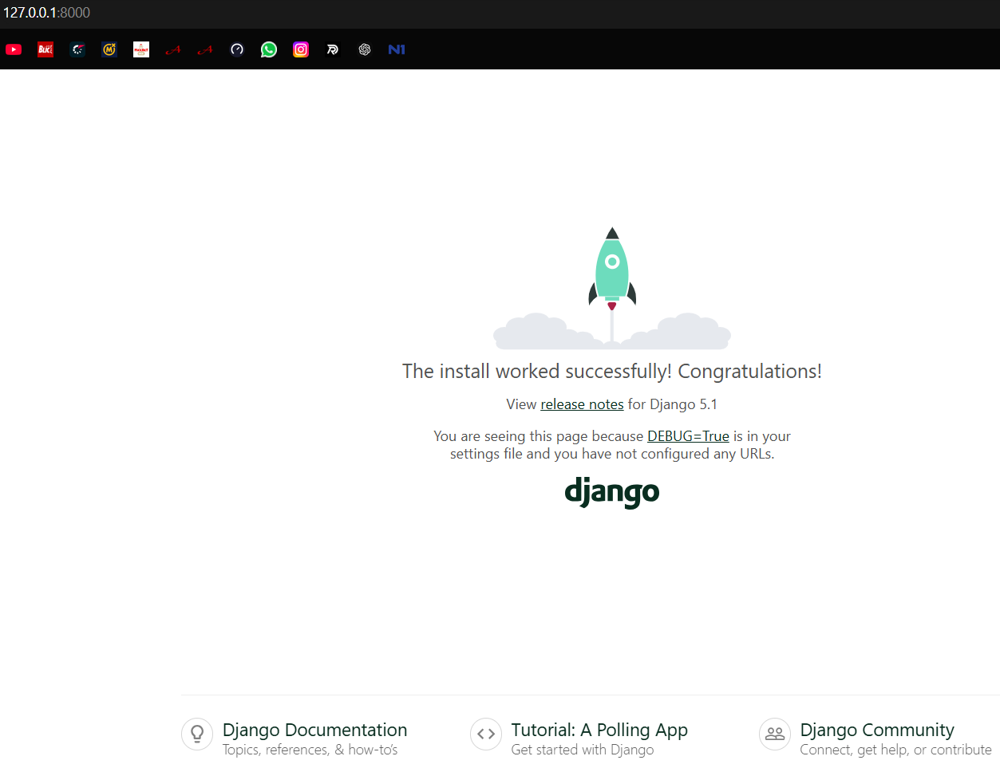 127.0.0.1:8000
BLIC
N1
The install worked successfully! Congratulations!
View release notes for Django 5.1
You are seeing this page because DEBUG=True is in your
settings file and you have not configured any URLs.
django
Django Documentation
Topics, references, & how-to's
Tutorial: A Polling App
Get started with Django
Django Community
Connect, get help, or contribute